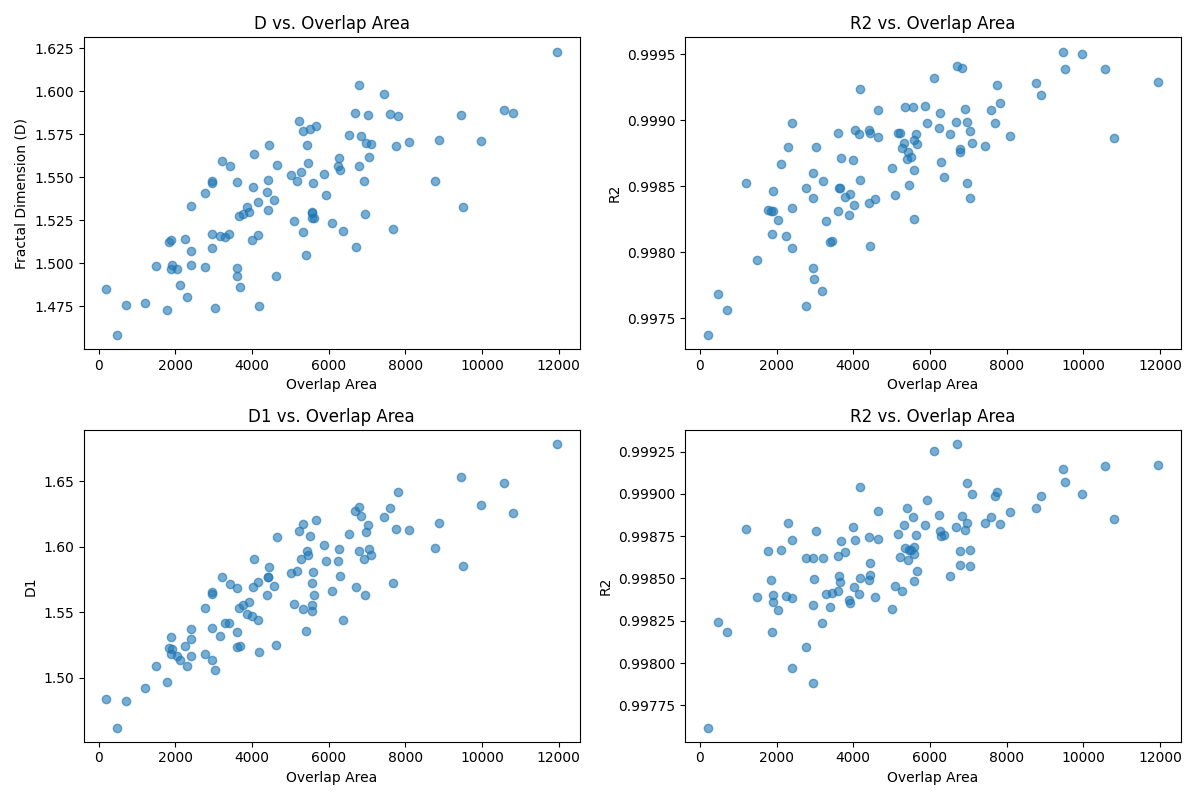 D vs. Overlap Area
Fractal Dimension (D)
1.625
1.600
1.575
1.550
1.525
1.500
1.475
0 2000 4000 6000 8000 10000 12000
Overlap Area
R2 vs. Overlap Area
R2
0.9995
0.9990
0.9985
0.9980
0.9975
0 2000 4000 6000 8000 10000 12000
Overlap Area
D1 vs. Overlap Area
D1
1.65
1.60
1.55
1.50
0 2000 4000 6000 8000 10000 12000
Overlap Area
R2 vs. Overlap Area
R2
0.99925
0.99900
0.99875
0.99850
0.99825
0.99800
0.99775
0 2000 4000 6000 8000 10000 12000
Overlap Area